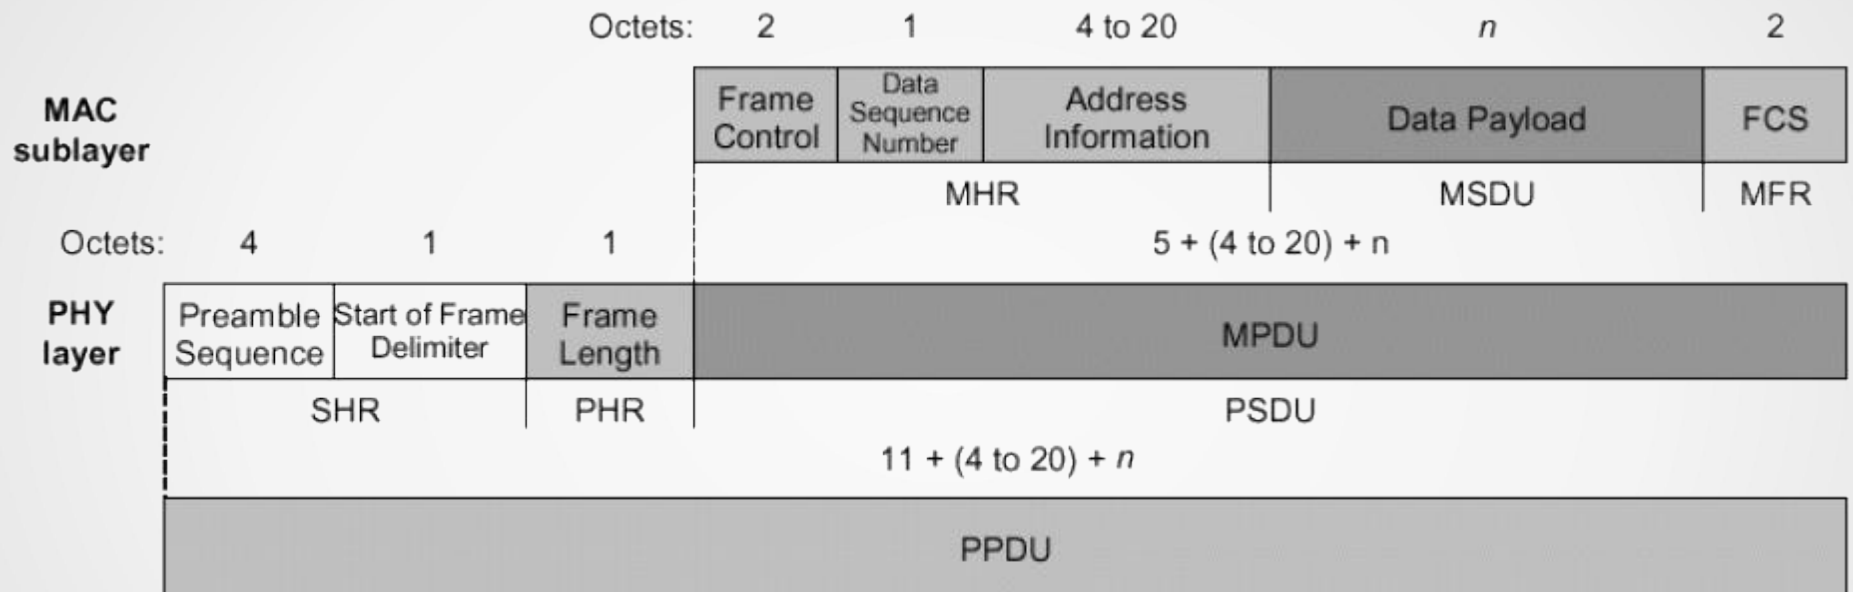 Octets: 2 1 4 to 20 n 2
MAC
sublayer
Frame
Control
Data
Sequence
Number
Address
Information
Data Payload
FCS
MHR MSDU MFR
Octets: 4 1 1 5 + (4 to 20) + n
PHY
layer
Preamble
Sequence
Start of Frame
Delimiter
Frame
Length
MPDU
SHR PHR PSDU
11 + (4 to 20) + n
PPDU